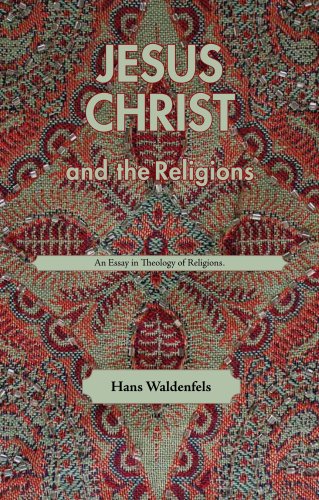 JESUS
CHRIST
and the Religions
An Essay in Theology of Religions.
Hans Waldenfels